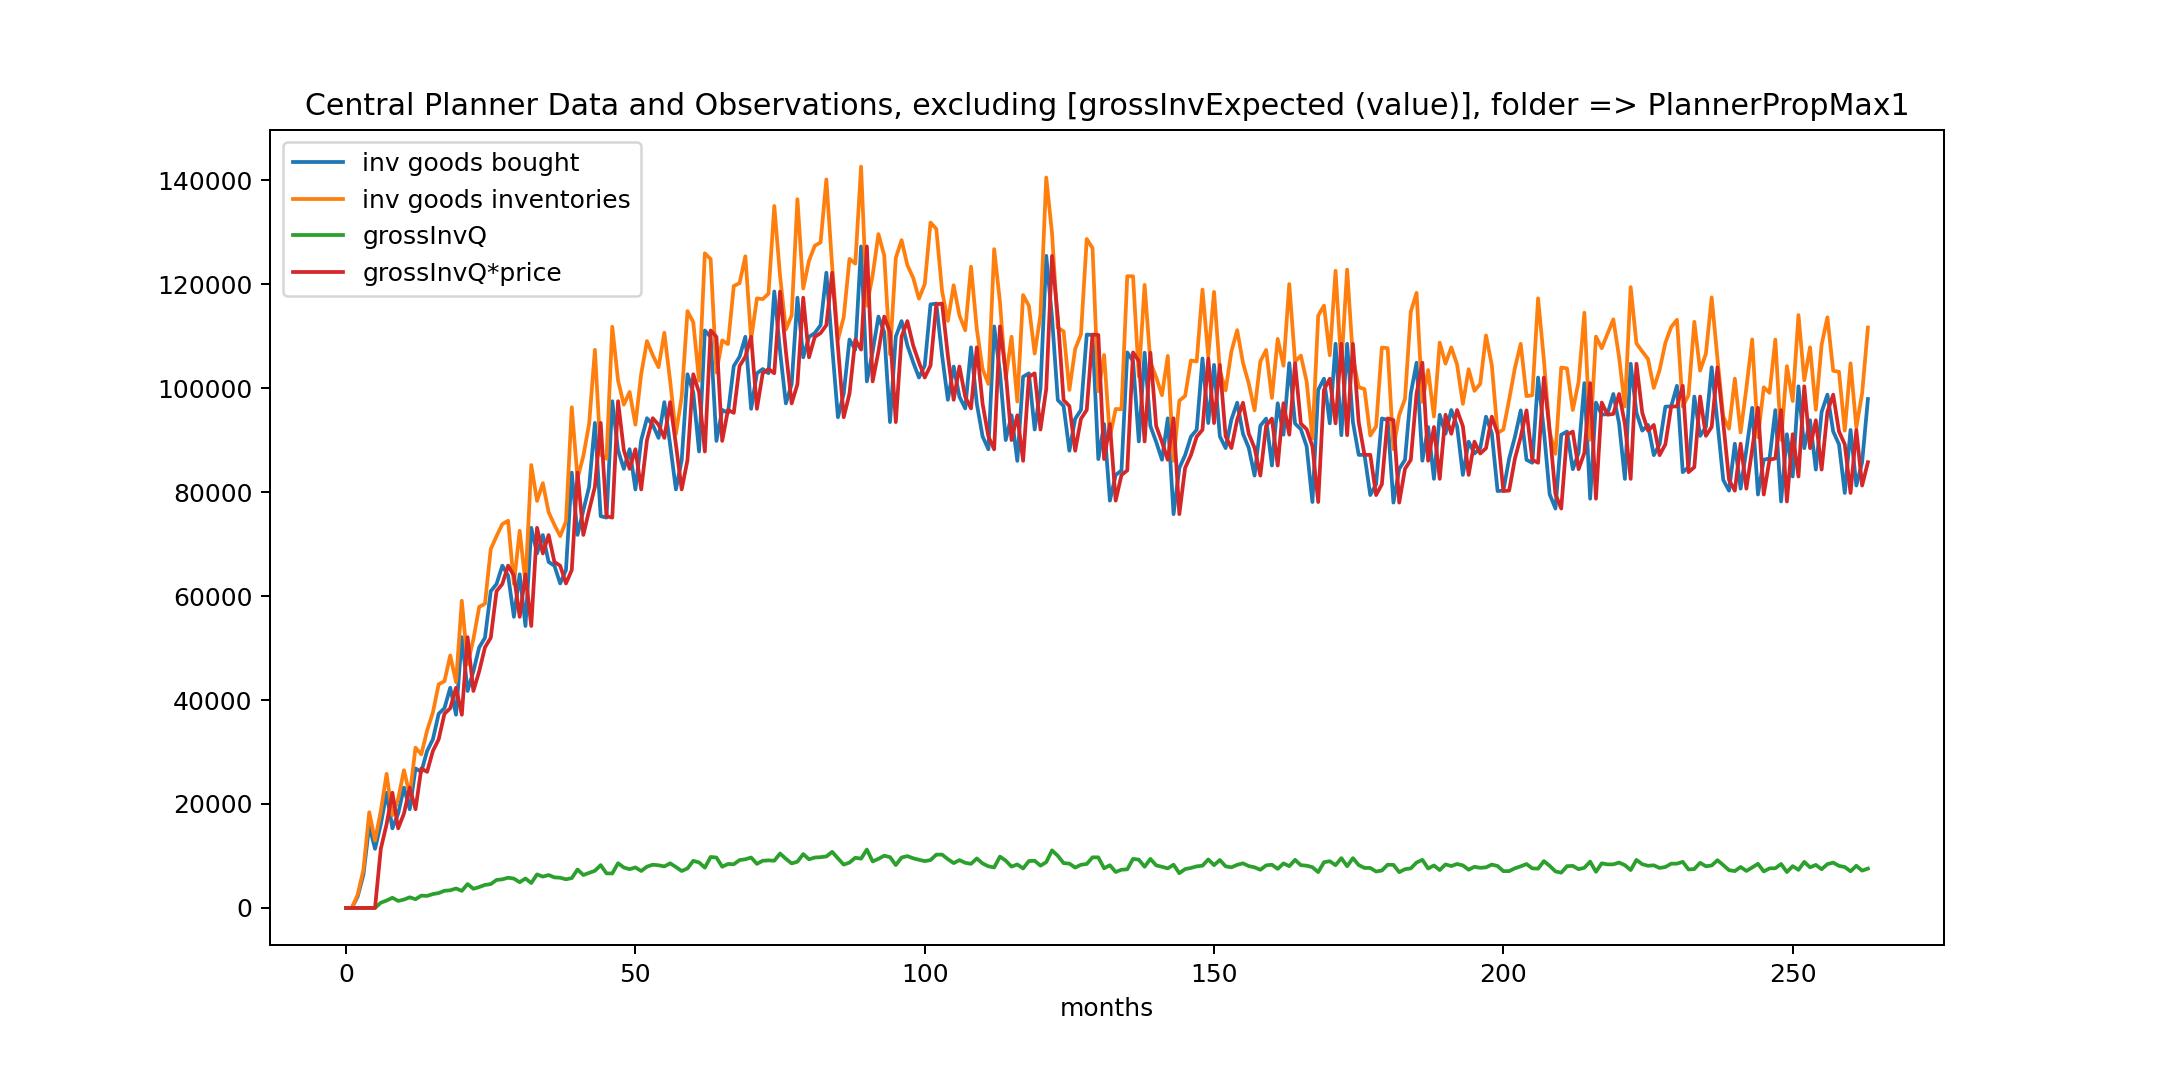 Central Planner Data and Observations, excluding [grossInvExpected (value)], folder => PlannerPropMax1
inv goods bought
inv goods inventories
grossInvQ
grossInvQ*price
140000
120000
100000
80000
60000
40000
20000
0
0 50 100 150 200 250
months